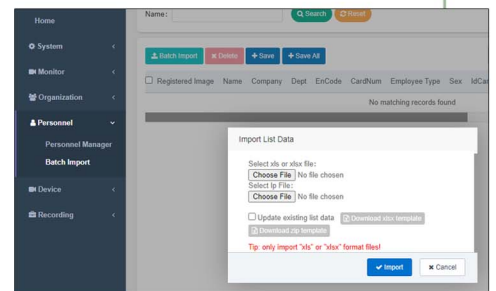 Home
System
Monitor
Organization
Personnel
Personnel Manager
Batch Import
Device
Recording
Name:
Search
Reset
Batch Import
Delete
Save
Save All
Registered Image Name Company Dept EnCode CardNum Employee Type Sex IdCar
No matching records found
Import List Data
Select xls or xlsx file:
Choose File No file chosen
Select Ip File:
Choose File No file chosen
Update existing list data Download xlsx template
Download zip template
Tip: only import "xls" or "xlsx" format files!
Import
Cancel